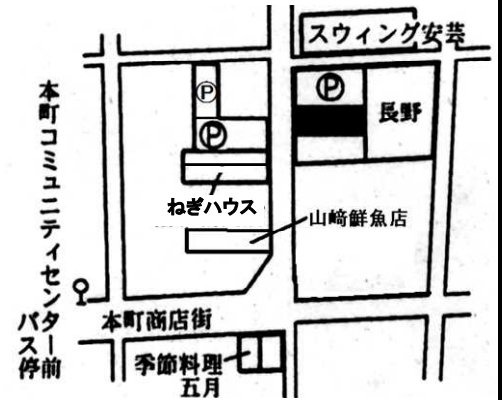 スウィング安芸
Ⓟ
Ⓟ
長野
Ⓟ
ねぎハウス
山﨑鮮魚店
本町コミュニティセンター前
バス停
本町商店街
季節料理
五月